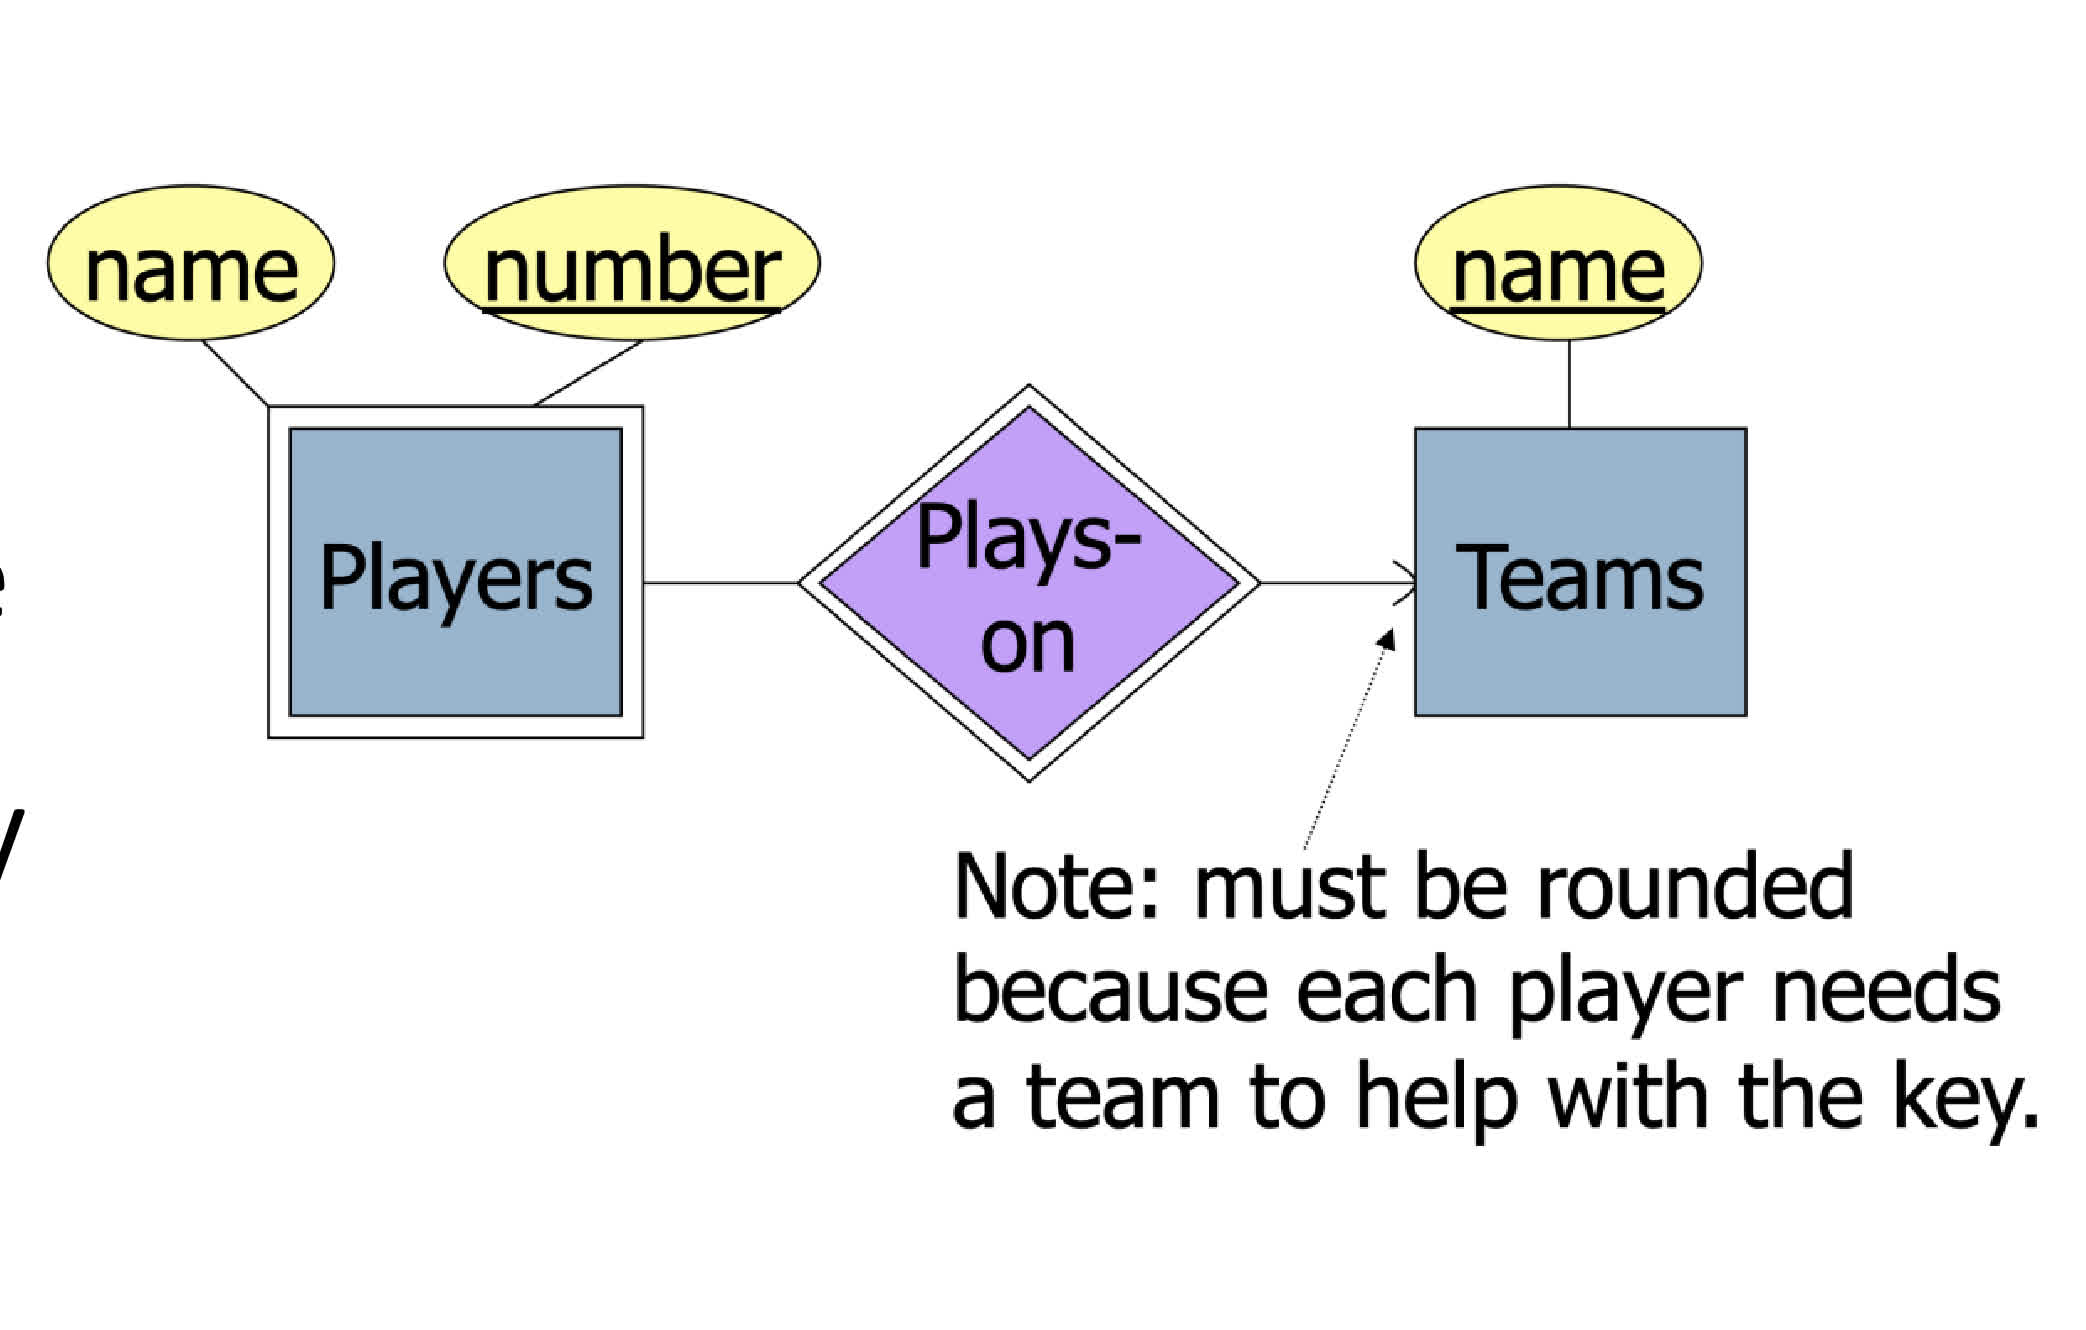 name
number
name
Players
Plays-
on
Teams
Note: must be rounded
because each player needs
a team to help with the key.